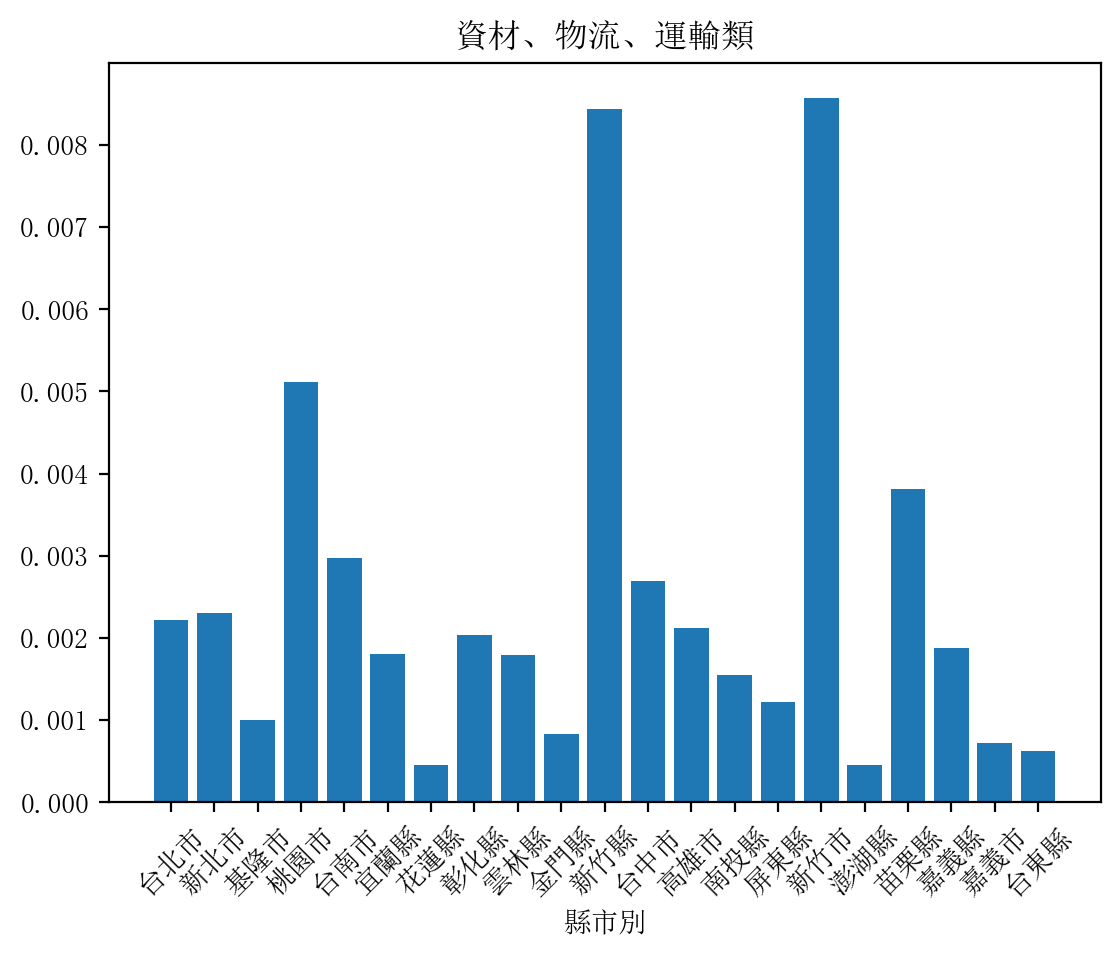 資材、物流、運輸類
0.008
0.007
0.006
0.005
0.004
0.003
0.002
0.001
0.000
台北市
新北市
基隆市
桃園市
台南市
宜蘭縣
花蓮縣
彰化縣
雲林縣
金門縣
新竹縣
台中市
高雄市
南投縣
屏東縣
新竹市
澎湖縣
苗栗縣
嘉義縣
嘉義市
台東縣
縣市別